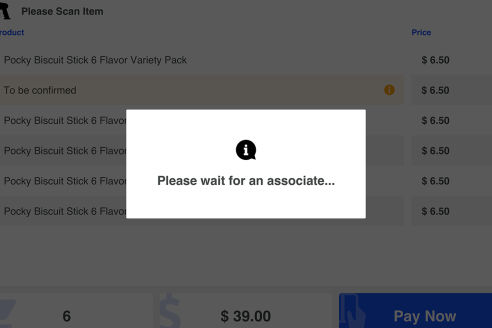 Please Scan Item
roduct Price
Pocky Biscuit Stick 6 Flavor Variety Pack $ 6.50
To be confirmed $ 6.50
Pocky Biscuit Stick 6 Flavor $ 6.50
Please wait for an associate...
Pocky Biscuit Stick 6 Flavor $ 6.50
Pocky Biscuit Stick 6 Flavor $ 6.50
Pocky Biscuit Stick 6 Flavor $ 6.50
6 $ 39.00 Pay Now